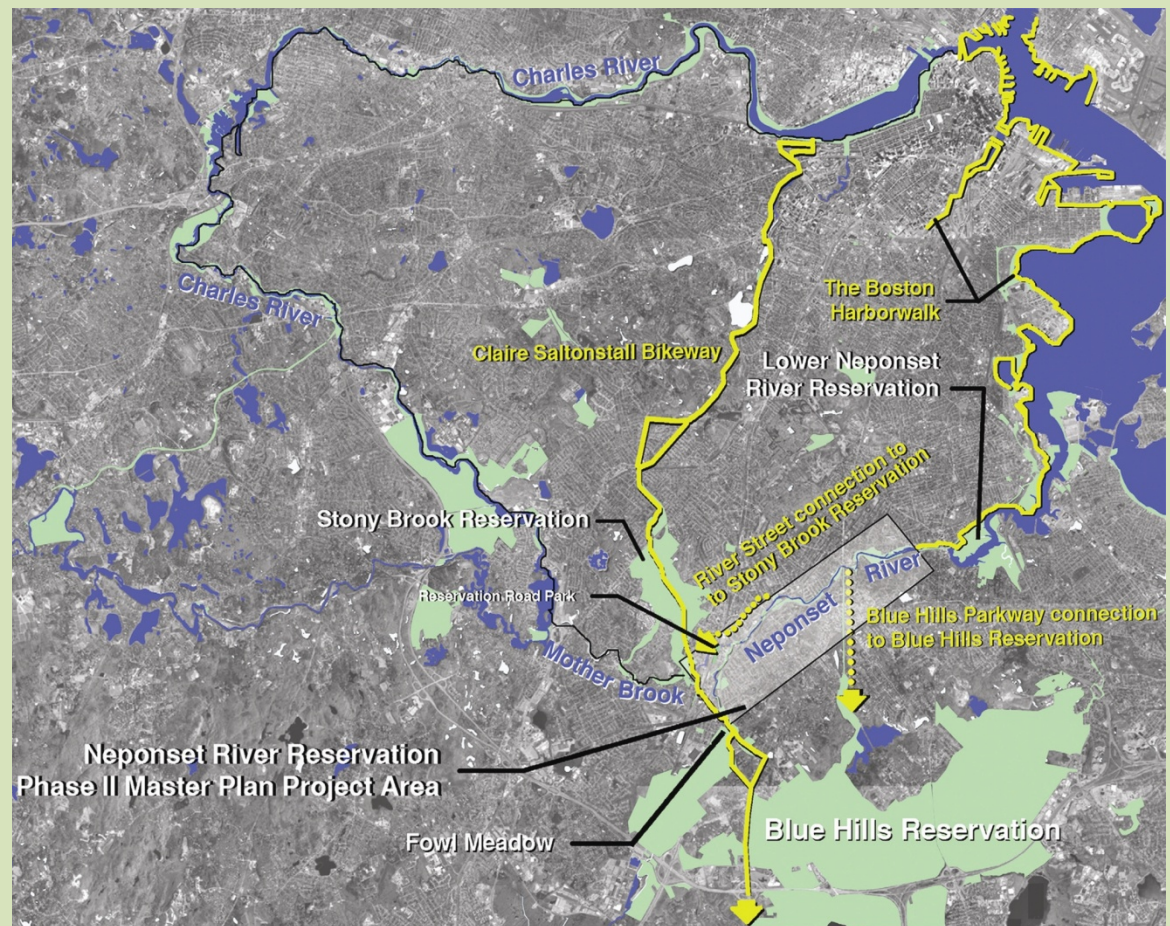 Charles River
Charles River
The Boston
Harborwalk
Claire Saltonstall Bikeway
Lower Neponset
River Reservation
River Street connection to
to Stony Brook Reservation
Stony Brook Reservation
Reservation Road Park
Neponset
River
Blue Hills Parkway connection
to Blue Hills Reservation
Mother Brook
Neponset River Reservation
Phase II Master Plan Project Area
Fowl Meadow
Blue Hills Reservation